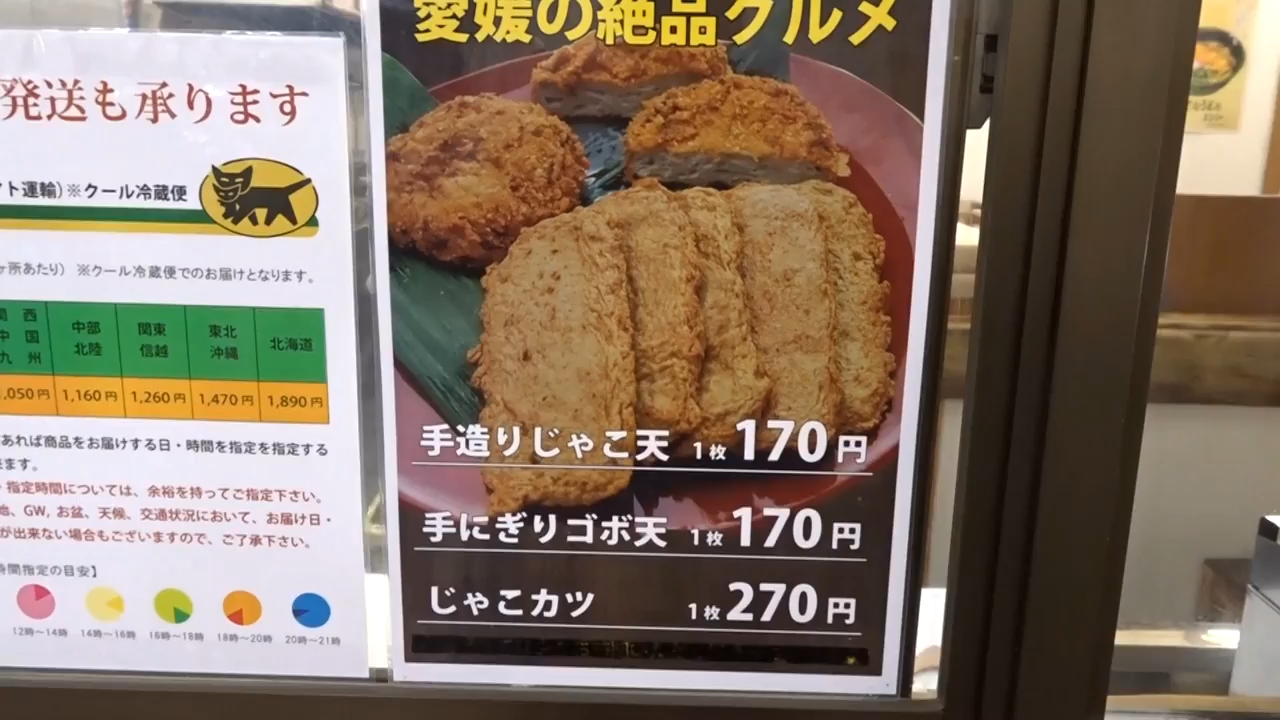 発送も承ります
ト運輸)※クール冷蔵便
ヶ所あたり) ※クール冷蔵便でのお届けとなります。
西 中部 関東 東北 北海道
中国 北陸 信越 沖縄
九州
,050円 1,160円 1,260円 1,470円 1,890円
あれば商品をお届けする日・時間を指定を指定する
ます。
・指定時間については、余裕を持ってご指定下さい。
地、GW, お盆、天候、交通状況において、お届け日・
が出来ない場合もございますので、ご了承下さい。
時間指定の目安】
12時～14時 14時～16時 16時～18時 18時～20時 20時～21時
愛媛の絶品グルメ
手造りじゃこ天 1枚170円
手にぎりゴボ天 1枚170円
じゃこカツ 1枚270円